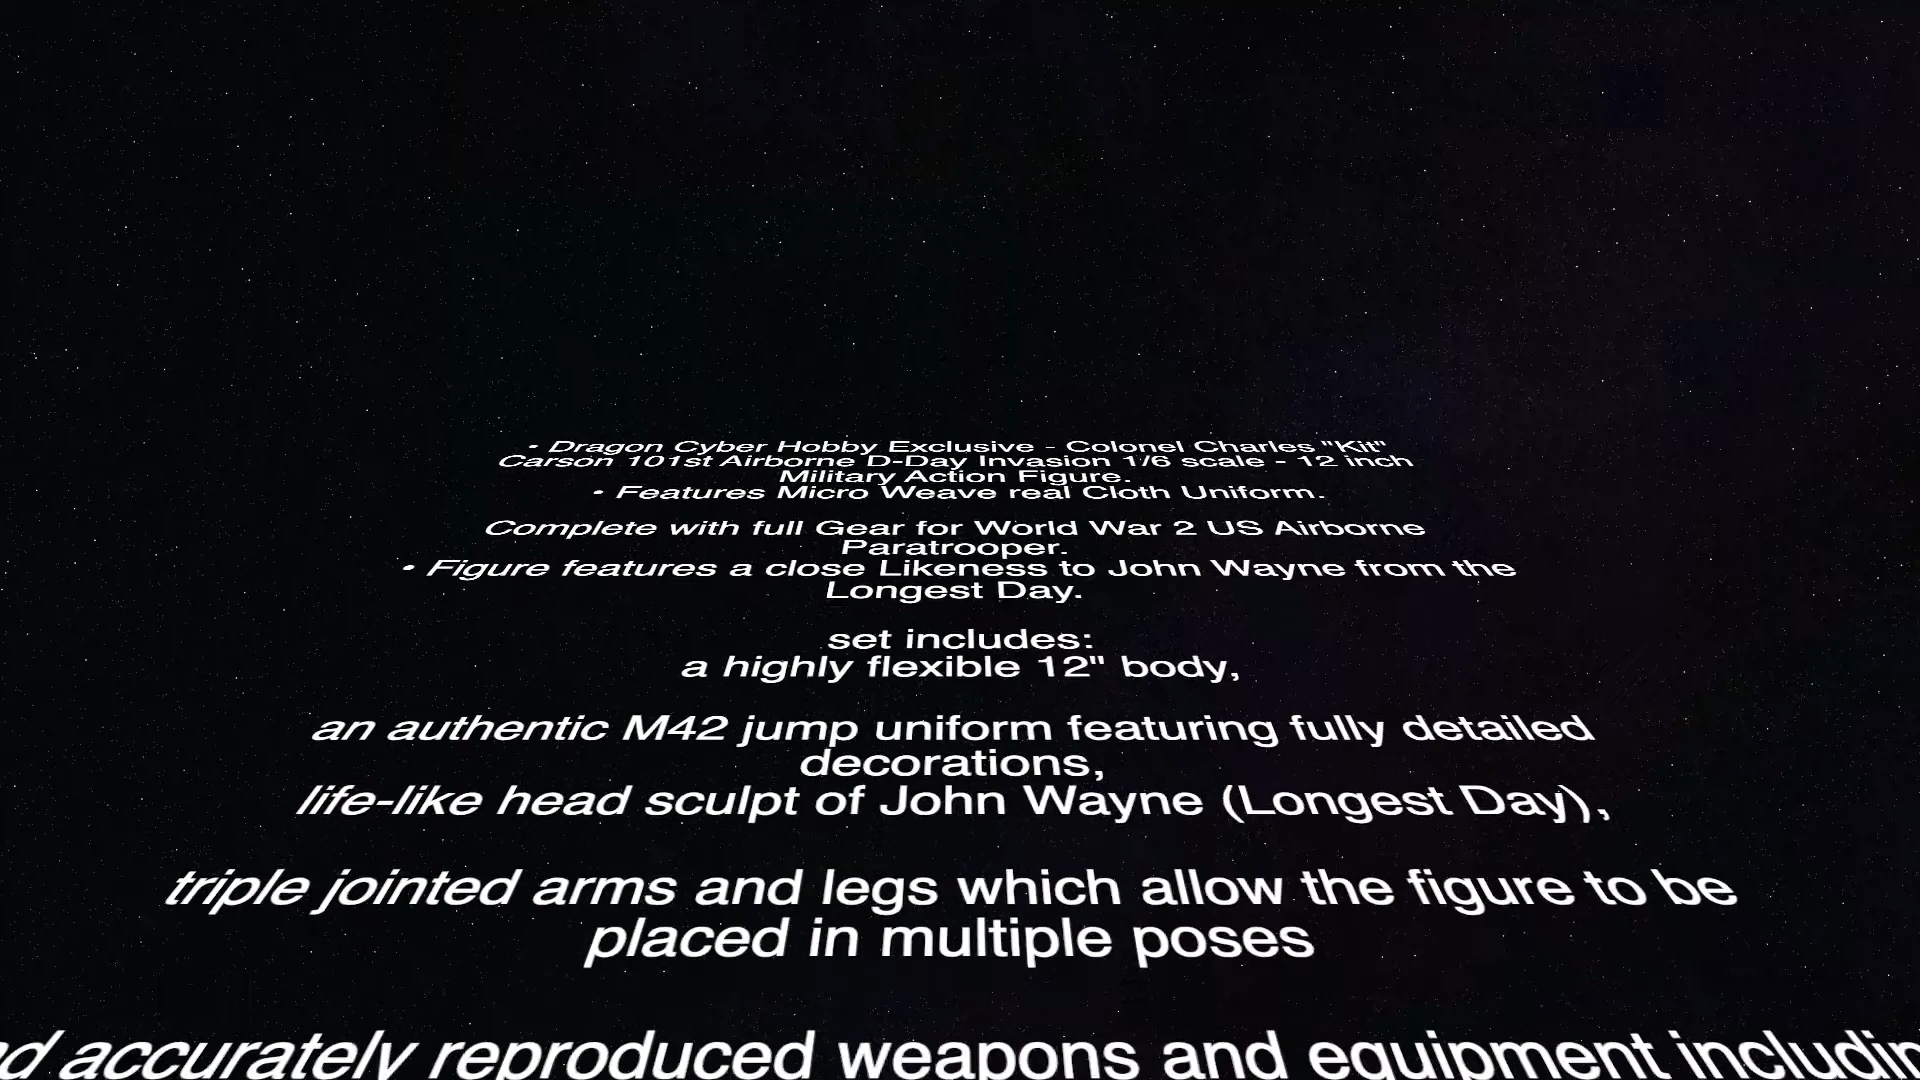 • Dragon Cyber Hobby Exclusive - Colonel Charles "Kit"
Carson 101st Airborne D-Day Invasion 1/6 scale - 12 inch
Military Action Figure.
• Features Micro Weave real Cloth Uniform.
Complete with full Gear for World War 2 US Airborne
Paratrooper.
• Figure features a close Likeness to John Wayne from the
Longest Day.
set includes:
a highly flexible 12" body,
an authentic M42 jump uniform featuring fully detailed
decorations,
life-like head sculpt of John Wayne (Longest Day),
triple jointed arms and legs which allow the figure to be
placed in multiple poses
accurately reproduced weapons and equipment